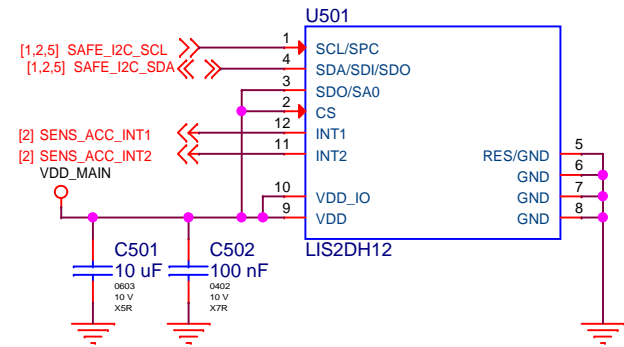 U501
[1,2,5] SAFE_I2C_SCL 1 SCL/SPC
[1,2,5] SAFE_I2C_SDA 4 SDA/SDI/SDO
3 SDO/SA0
2 CS
[2] SENS_ACC_INT1 12 INT1
[2] SENS_ACC_INT2 11 INT2 RES/GND 5
VDD_MAIN GND 6
10 VDD_IO GND 7
9 VDD GND 8
LIS2DH12
C501 C502
10 uF 100 nF
0603 0402
10 V 10 V
X5R X7R